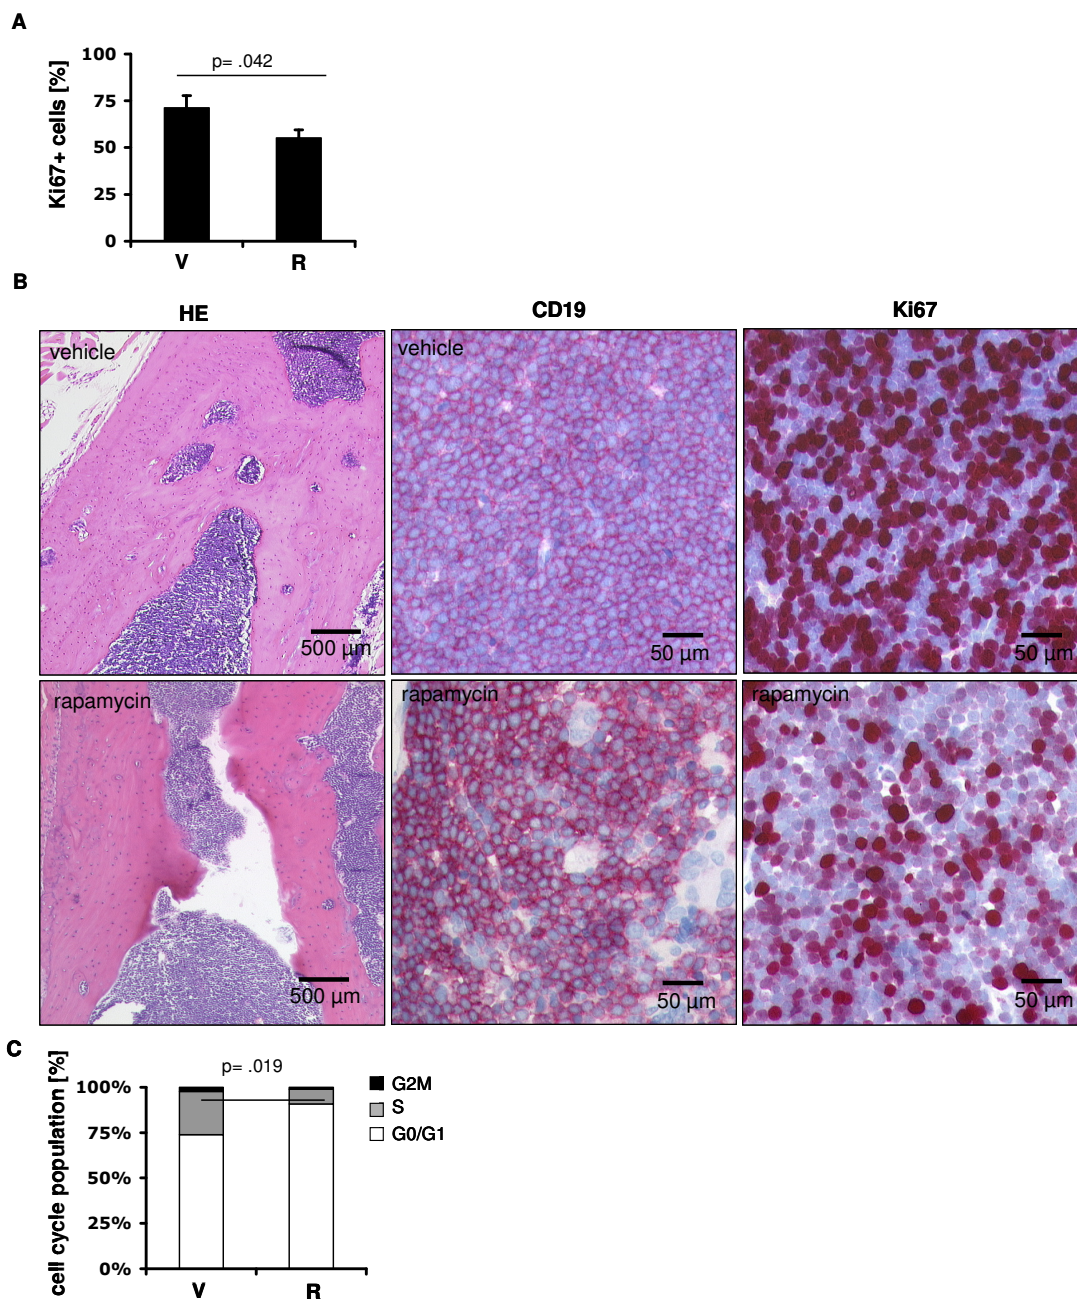 A
Ki67+ cells [%]
100
75
50
25
0
p= .042
V
R
B
HE
CD19
Ki67
vehicle
500 µm
vehicle
50 µm
50 µm
rapamycin
500 µm
rapamycin
50 µm
rapamycin
50 µm
C
cell cycle population [%]
100%
75%
50%
25%
0%
p= .019
G2M
S
G0/G1
V
R